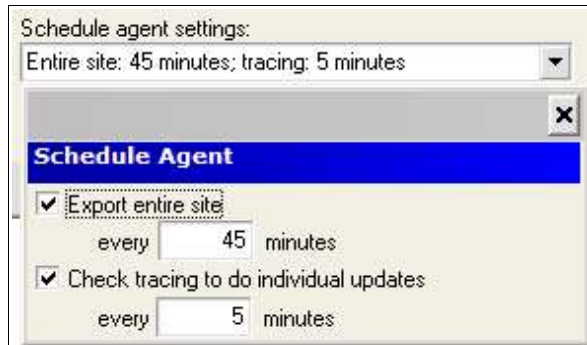 Schedule agent settings:
Entire site: 45 minutes; tracing: 5 minutes
Schedule Agent
Export entire site
every 45 minutes
Check tracing to do individual updates
every 5 minutes